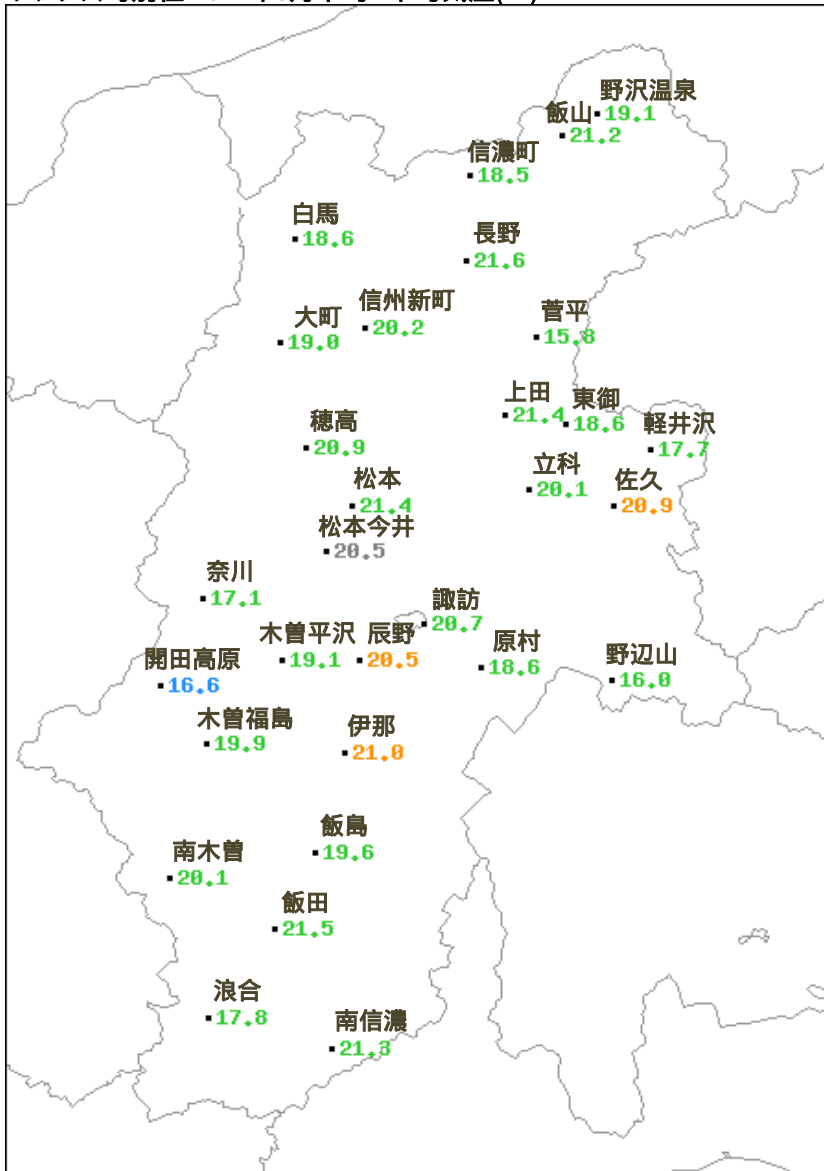 野沢温泉
19.1
飯山
21.2
信濃町
18.5
白馬
18.6
長野
21.6
信州新町
20.2
大町
19.0
菅平
15.8
上田
21.4
東御
18.6
穂高
20.9
軽井沢
17.7
立科
20.1
佐久
20.9
松本
21.4
松本今井
20.5
奈川
17.1
諏訪
20.7
木曽平沢
19.1
辰野
20.5
原村
18.6
野辺山
16.0
開田高原
16.6
木曽福島
19.9
伊那
21.0
飯島
19.6
南木曽
20.1
飯田
21.5
浪合
17.8
南信濃
21.3